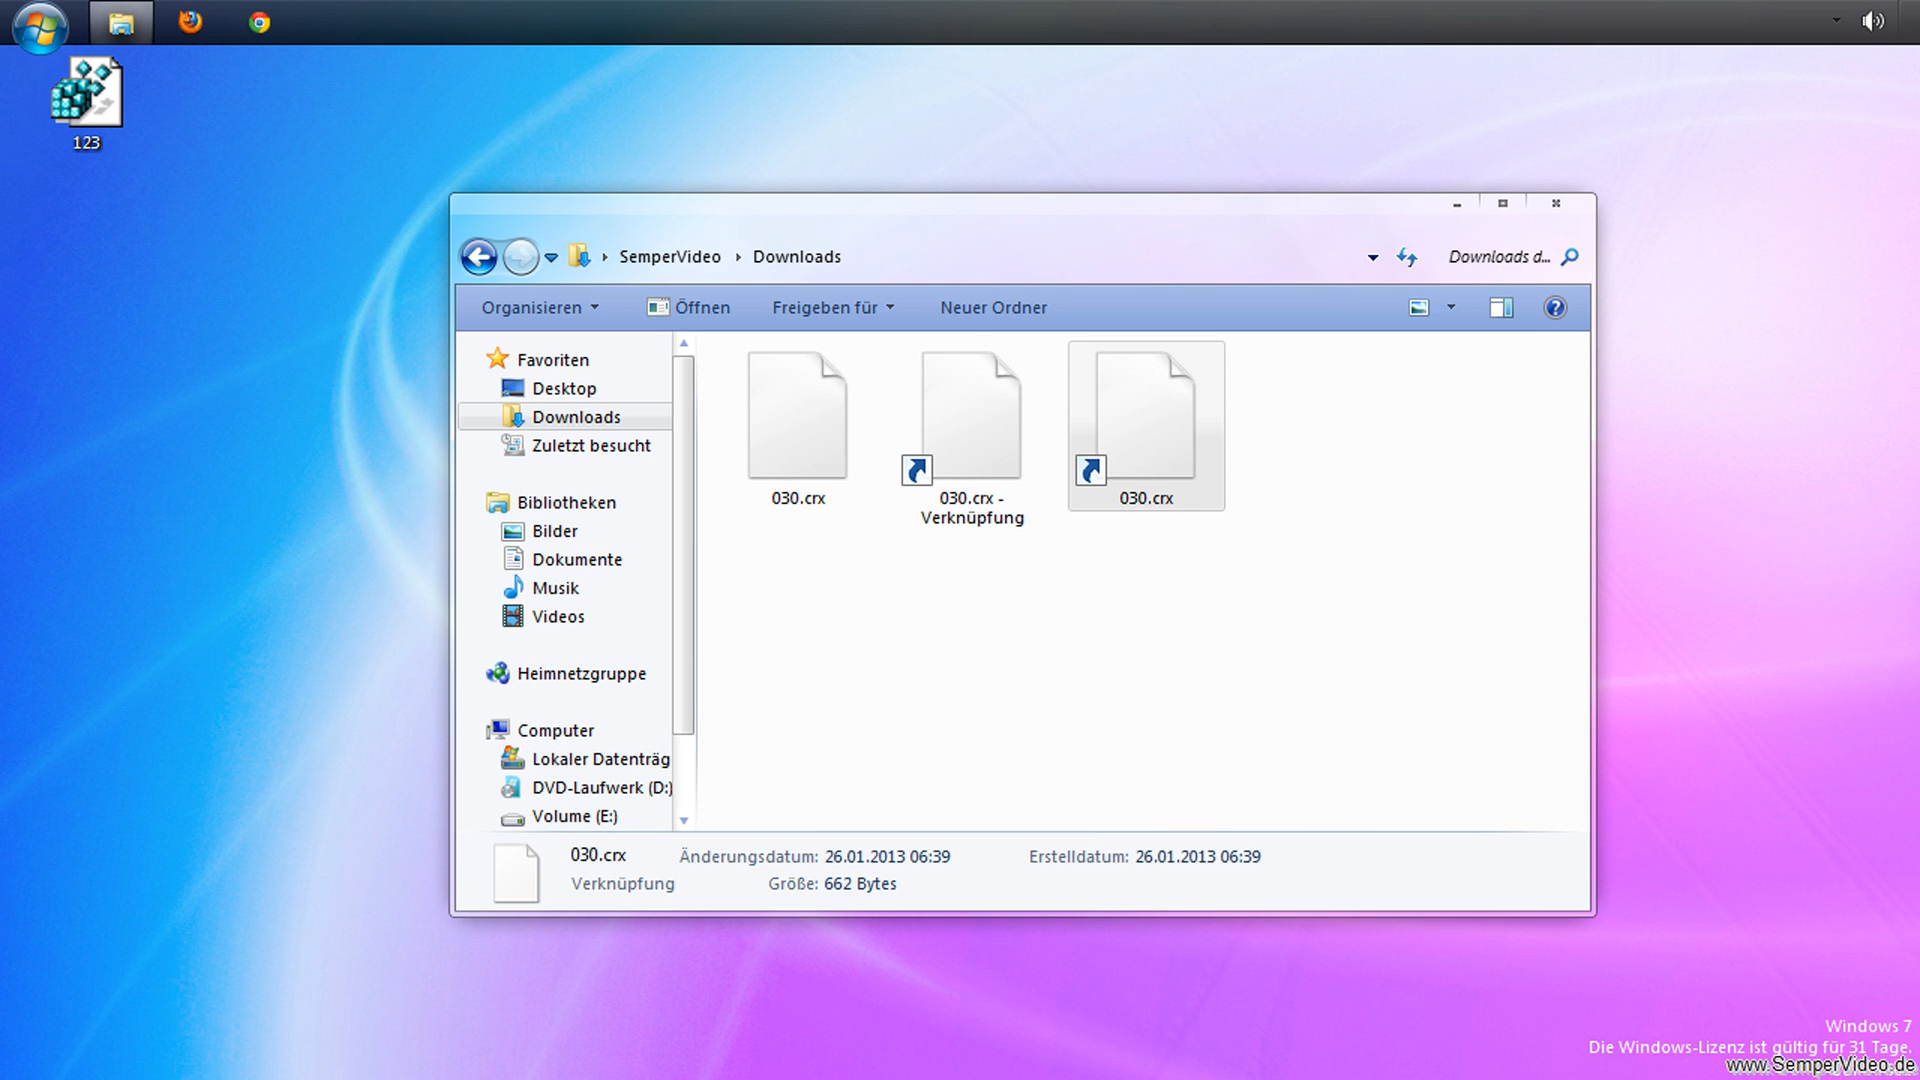 123
SemperVideo
Downloads
Downloads d...
Organisieren
Öffnen
Freigeben für
Neuer Ordner
Favoriten
Desktop
Downloads
Zuletzt besucht
Bibliotheken
Bilder
Dokumente
Musik
Videos
Heimnetzgruppe
Computer
Lokaler Datenträg
DVD-Laufwerk (D:)
Volume (E:)
030.crx
030.crx -
Verknüpfung
030.crx
030.crx
Änderungsdatum: 26.01.2013 06:39
Erstelldatum: 26.01.2013 06:39
Verknüpfung
Größe: 662 Bytes
Windows 7
Die Windows-Lizenz ist gültig für 31 Tage.
www.SemperVideo.de